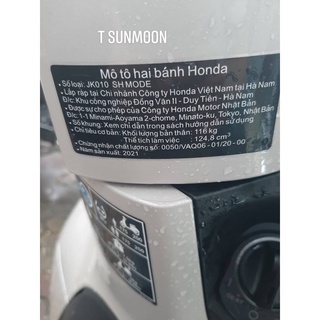 T SUNMOON
Mô tô hai bánh Honda
Số loại: JK010 SH MODE
Lắp ráp tại Chi nhánh Công ty Honda Việt Nam tại Hà Nam
Đ/c: Khu công nghiệp Đồng Văn II - Duy Tiên - Hà Nam
Được sự cho phép của Công ty Honda Motor Nhật Bản
Đ/c: 1-1 Minami-Aoyama 2-chome, Minato-ku, Tokyo, Nhật Bản
Số khung: Xem chỉ dẫn trong sách hướng dẫn sử dụng
Chỉ tiêu cơ bản: Khối lượng bản thân: 116 kg
Thể tích làm việc : 124,8 cm³
Chứng nhận chất lượng số: 0050/VAQ06 - 01/20 - 00
Năm sản xuất: 2021